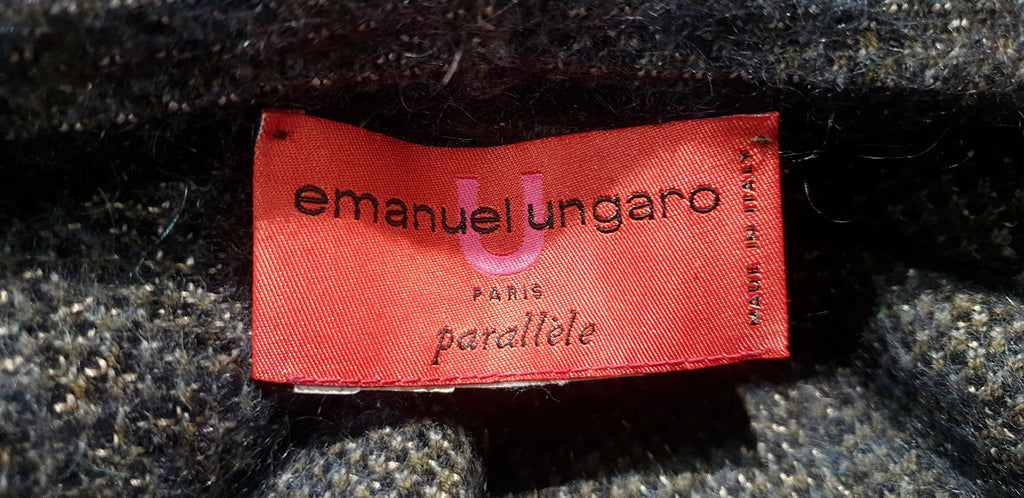 emanuel ungaro
U
PARIS
parallèle
MADE IN ITALY